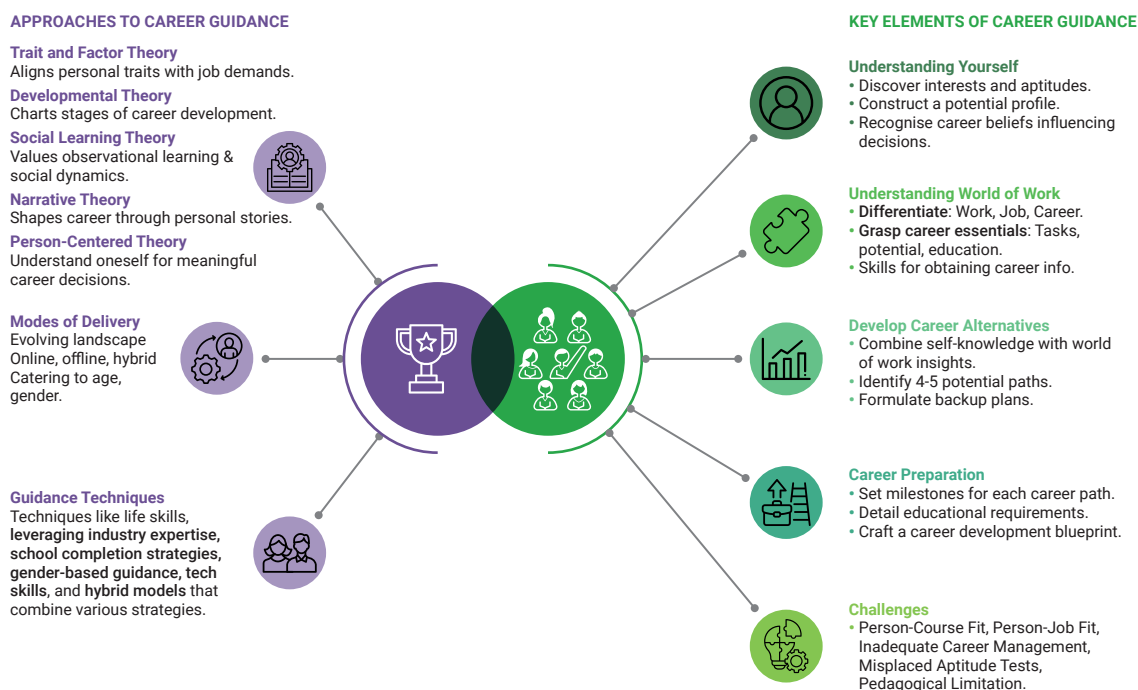 APPROACHES TO CAREER GUIDANCE
Trait and Factor Theory
Aligns personal traits with job demands.
Developmental Theory
Charts stages of career development.
Social Learning Theory
Values observational learning &
social dynamics.
Narrative Theory
Shapes career through personal stories.
Person-Centered Theory
Understand oneself for meaningful
career decisions.
Modes of Delivery
Evolving landscape
Online, offline, hybrid
Catering to age,
gender.
Guidance Techniques
Techniques like life skills,
leveraging industry expertise,
school completion strategies,
gender-based guidance, tech
skills, and hybrid models that
combine various strategies.
KEY ELEMENTS OF CAREER GUIDANCE
Understanding Yourself
• Discover interests and aptitudes.
• Construct a potential profile.
• Recognise career beliefs influencing
decisions.
Understanding World of Work
• Differentiate: Work, Job, Career.
• Grasp career essentials: Tasks,
potential, education.
• Skills for obtaining career info.
Develop Career Alternatives
• Combine self-knowledge with world
of work insights.
• Identify 4-5 potential paths.
• Formulate backup plans.
Career Preparation
• Set milestones for each career path.
• Detail educational requirements.
• Craft a career development blueprint.
Challenges
• Person-Course Fit, Person-Job Fit,
Inadequate Career Management,
Misplaced Aptitude Tests,
Pedagogical Limitation.